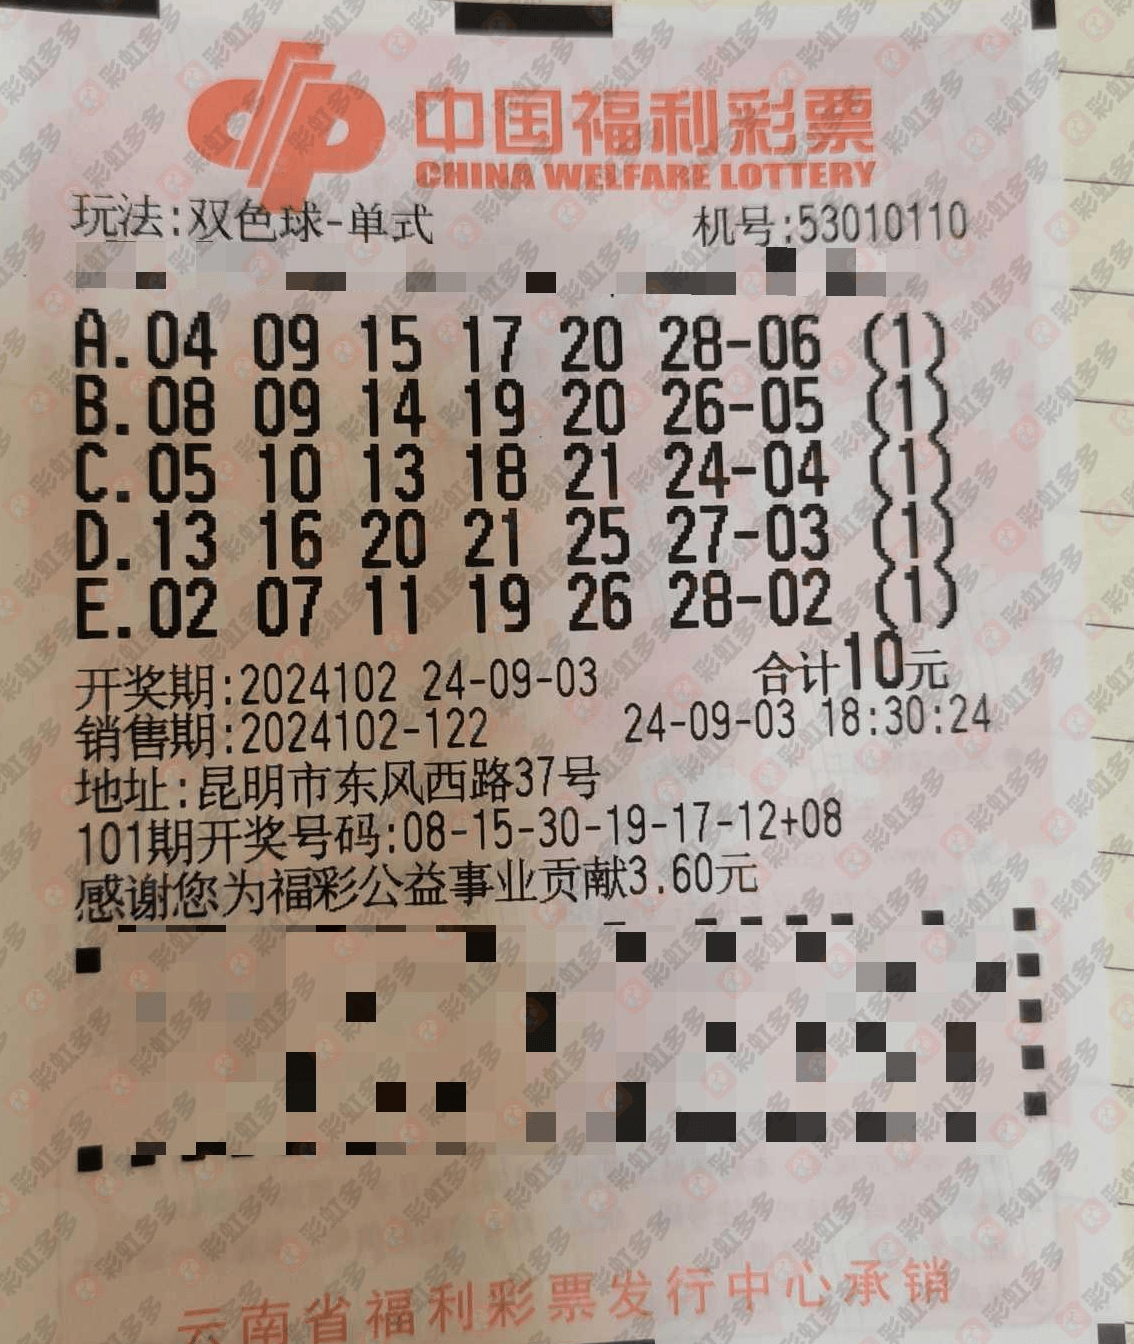 中国福利彩票
CHINA WELFARE LOTTERY
玩法:双色球-单式 机号:53010110
A.04 09 15 17 20 28-06 (1)
B.08 09 14 19 20 26-05 (1)
C.05 10 13 18 21 24-04 (1)
D.13 16 20 21 25 27-03 (1)
E.02 07 11 19 26 28-02 (1)
开奖期:2024102 24-09-03 合计10元
销售期:2024102-122 24-09-03 18:30:24
地址:昆明市东风西路37号
101期开奖号码:08-15-30-19-17-12+08
感谢您为福彩公益事业贡献3.60元
云南省福利彩票发行中心承销
彩虹多多